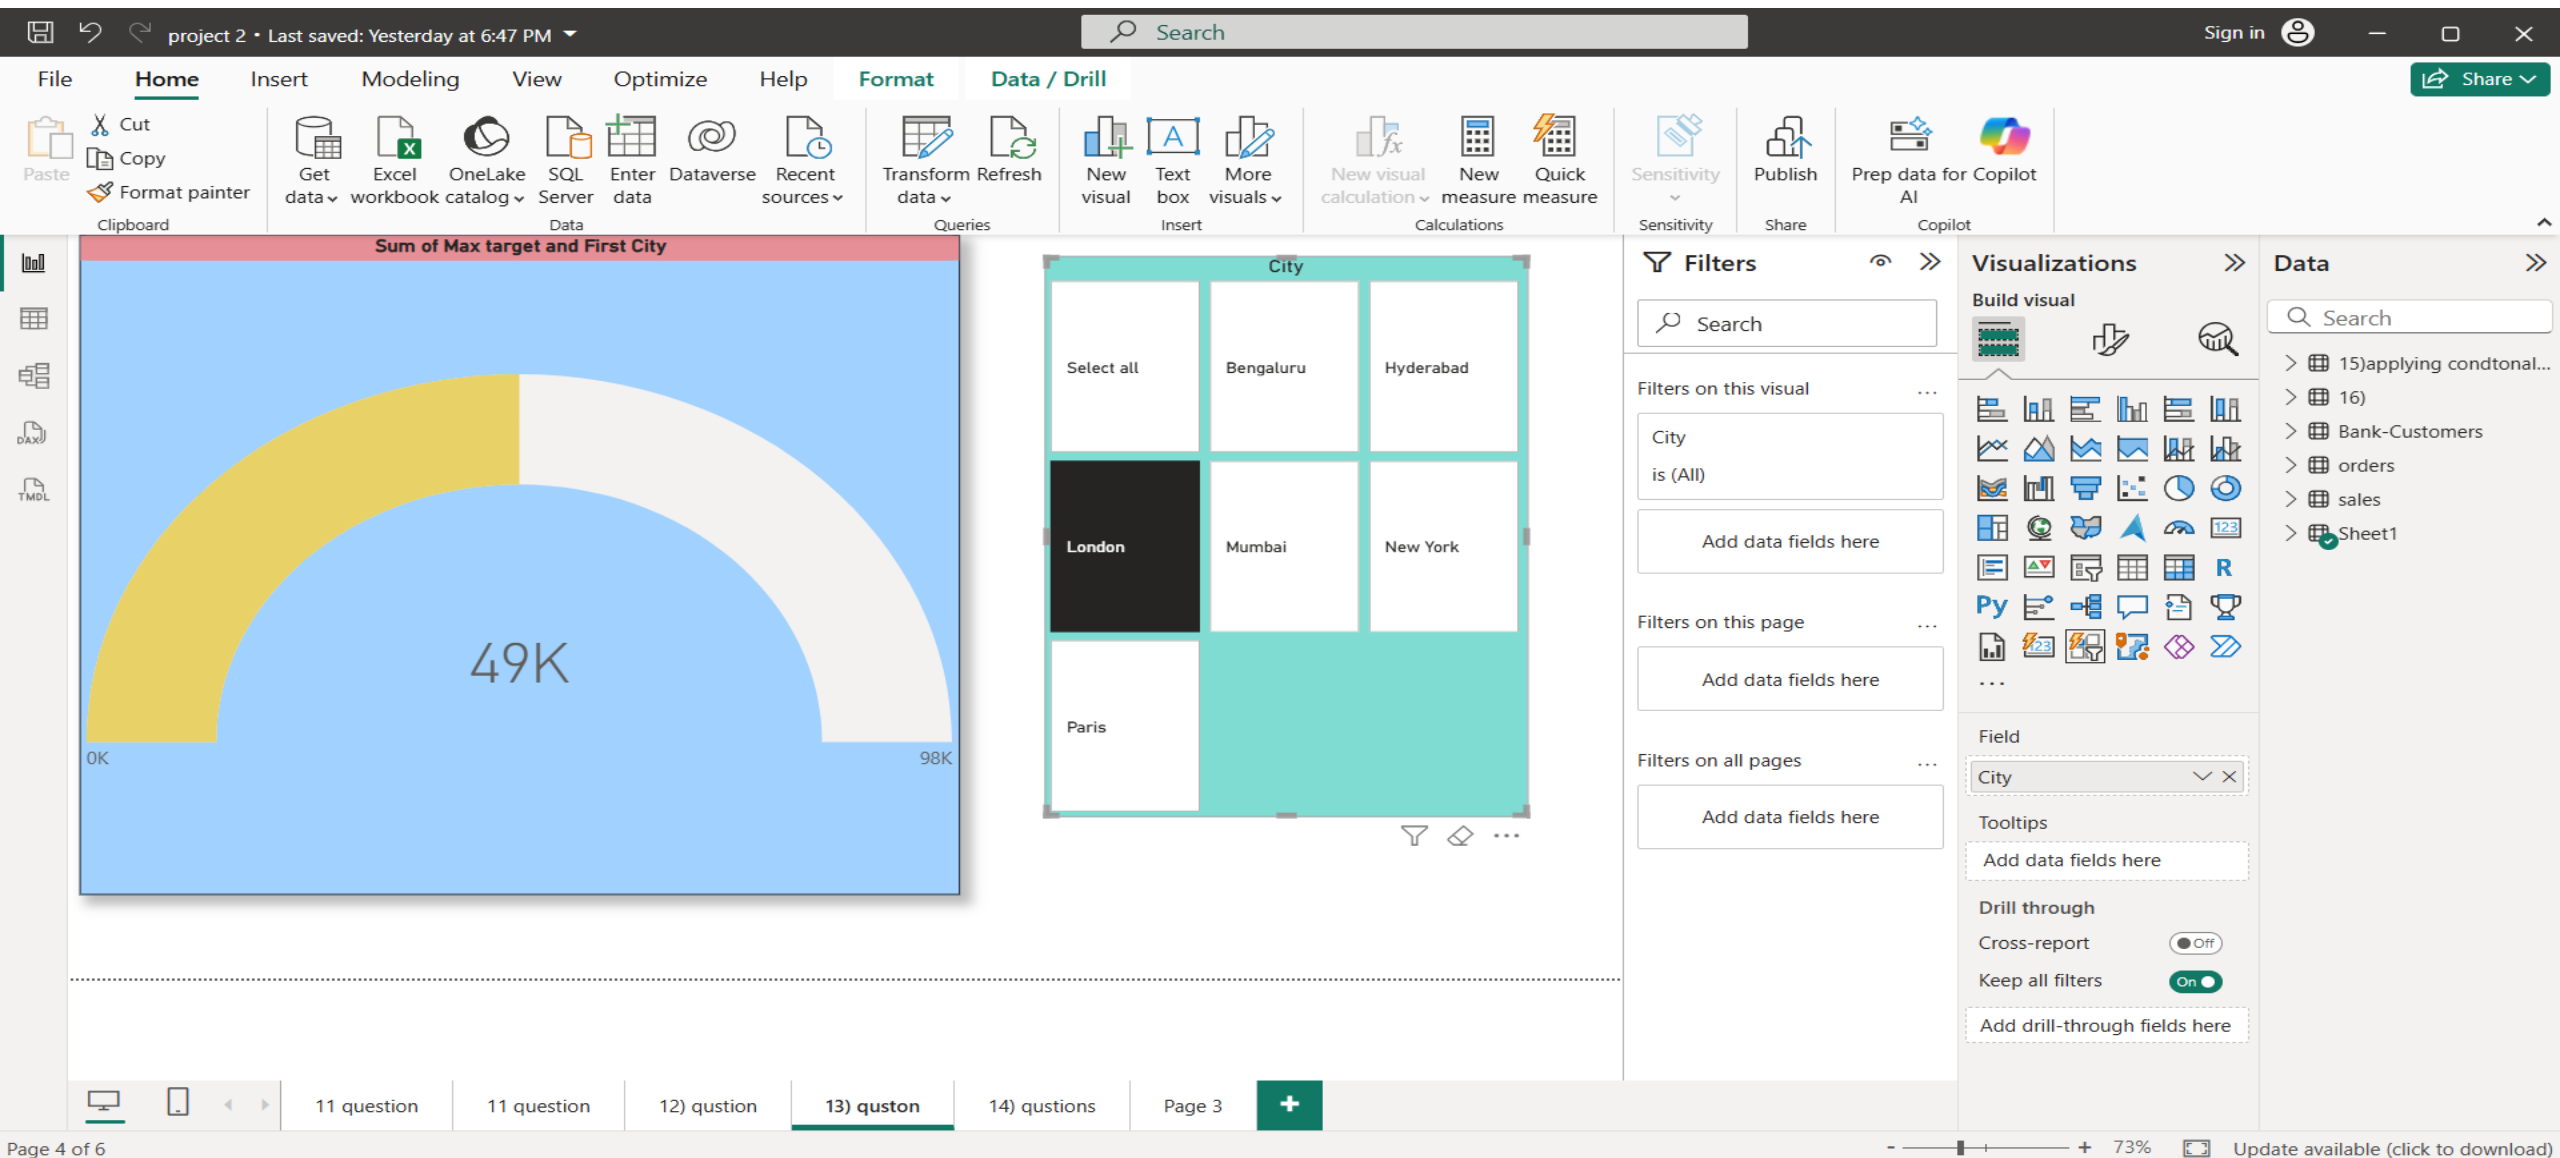 project 2 • Last saved: Yesterday at 6:47 PM
Search
Sign in
File Home Insert Modeling View Optimize Help Format Data / Drill
Share
Paste
Cut
Copy
Format painter
Clipboard
Get data
Excel workbook
OneLake catalog
SQL Server
Enter data
Dataverse
Recent sources
Data
Transform data
Refresh
Queries
New visual
Text box
More visuals
Insert
New visual calculation
New measure
Quick measure
Calculations
Sensitivity
Sensitivity
Publish
Share
Prep data for AI
Copilot
Copilot
DAX
TMDL
Sum of Max target and First City
49K
0K
98K
City
Select all
Bengaluru
Hyderabad
London
Mumbai
New York
Paris
Filters
Search
Filters on this visual
City
is (All)
Add data fields here
Filters on this page
Add data fields here
Filters on all pages
Add data fields here
Visualizations
Build visual
123
R
Py
123
Field
City
Tooltips
Add data fields here
Drill through
Cross-report
Off
Keep all filters
On
Add drill-through fields here
Data
Search
15)applying condtonal...
16)
Bank-Customers
orders
sales
Sheet1
11 question
11 question
12) qustion
13) quston
14) qustions
Page 3
Page 4 of 6
73%
Update available (click to download)